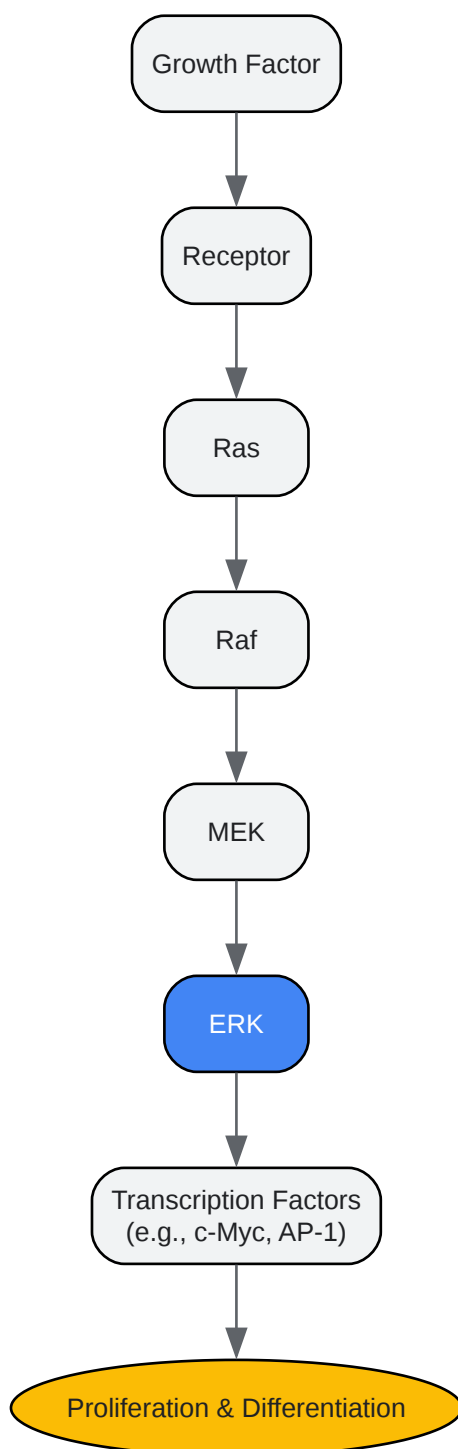 Growth Factor
Receptor
Ras
Raf
MEK
ERK
Transcription Factors
(e.g., c-Myc, AP-1)
Proliferation & Differentiation